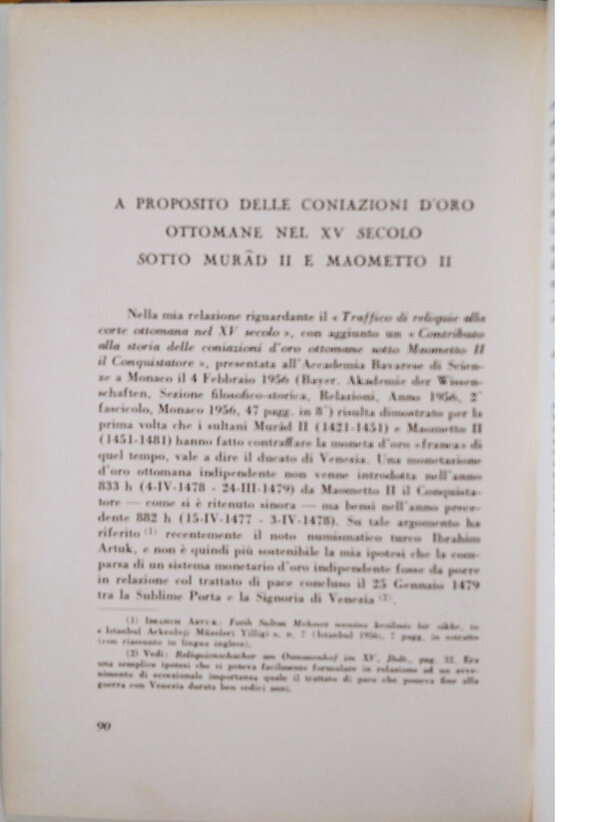 A PROPOSITO DELLE CONIAZIONI D'ORO
OTTOMANE NEL XV SECOLO
SOTTO MURÂD II E MAOMETTO II
Nella mia relazione riguardante il « Traffico di reliquie alla
corte ottomana nel XV secolo », con aggiunto un « Contributo
alla storia delle coniazioni d'oro ottomane sotto Maometto II
il Conquistatore », presentata all'Accademia Bavarese di Scien-
ze a Monaco il 4 Febbraio 1956 (Bayer. Akademie der Wissen-
schaften, Sezione filosofico-storica, Relazioni, Anno 1956, 2°
fascicolo, Monaco 1956, 47 pagg. in 8°) risulta dimostrato per la
prima volta che i sultani Murâd II (1421-1451) e Maometto II
(1451-1481) hanno fatto contraffare la moneta d'oro «franca» di
quel tempo, vale a dire il ducato di Venezia. Una monetazione
d'oro ottomana indipendente non venne introdotta nell'anno
833 h (4-IV-1478 - 24-III-1479) da Maometto II il Conquista-
tore — come si è ritenuto sinora — ma bensì nell'anno prece-
dente 882 h (15-IV-1477 - 3-IV-1478). Su tale argomento ha
riferito (1) recentemente il noto numismatico turco Ibrahim
Artuk, e non è quindi più sostenibile la mia ipotesi che la com-
parsa di un sistema monetario d'oro indipendente fosse da porre
in relazione col trattato di pace concluso il 25 Gennaio 1479
tra la Sublime Porta e la Signoria di Venezia (2).
(1) IBRAHIM ARTUK: Fatih Sultan Mehmet namina kesilmis bir sikke, in
« Istanbul Arkeoloji Müzeleri Yilligi », n. 7 (Istanbul 1956), 7 pagg. in estratto
(con riassunto in lingua inglese).
(2) Vedi: Reliquienschacher am Osmanenhof im XV. Jhdt., pag. 32. Era
una semplice ipotesi che si poteva facilmente formulare in relazione ad un avve-
nimento di eccezionale importanza quale il trattato di pace che poneva fine alla
guerra con Venezia durata ben sedici anni.
90